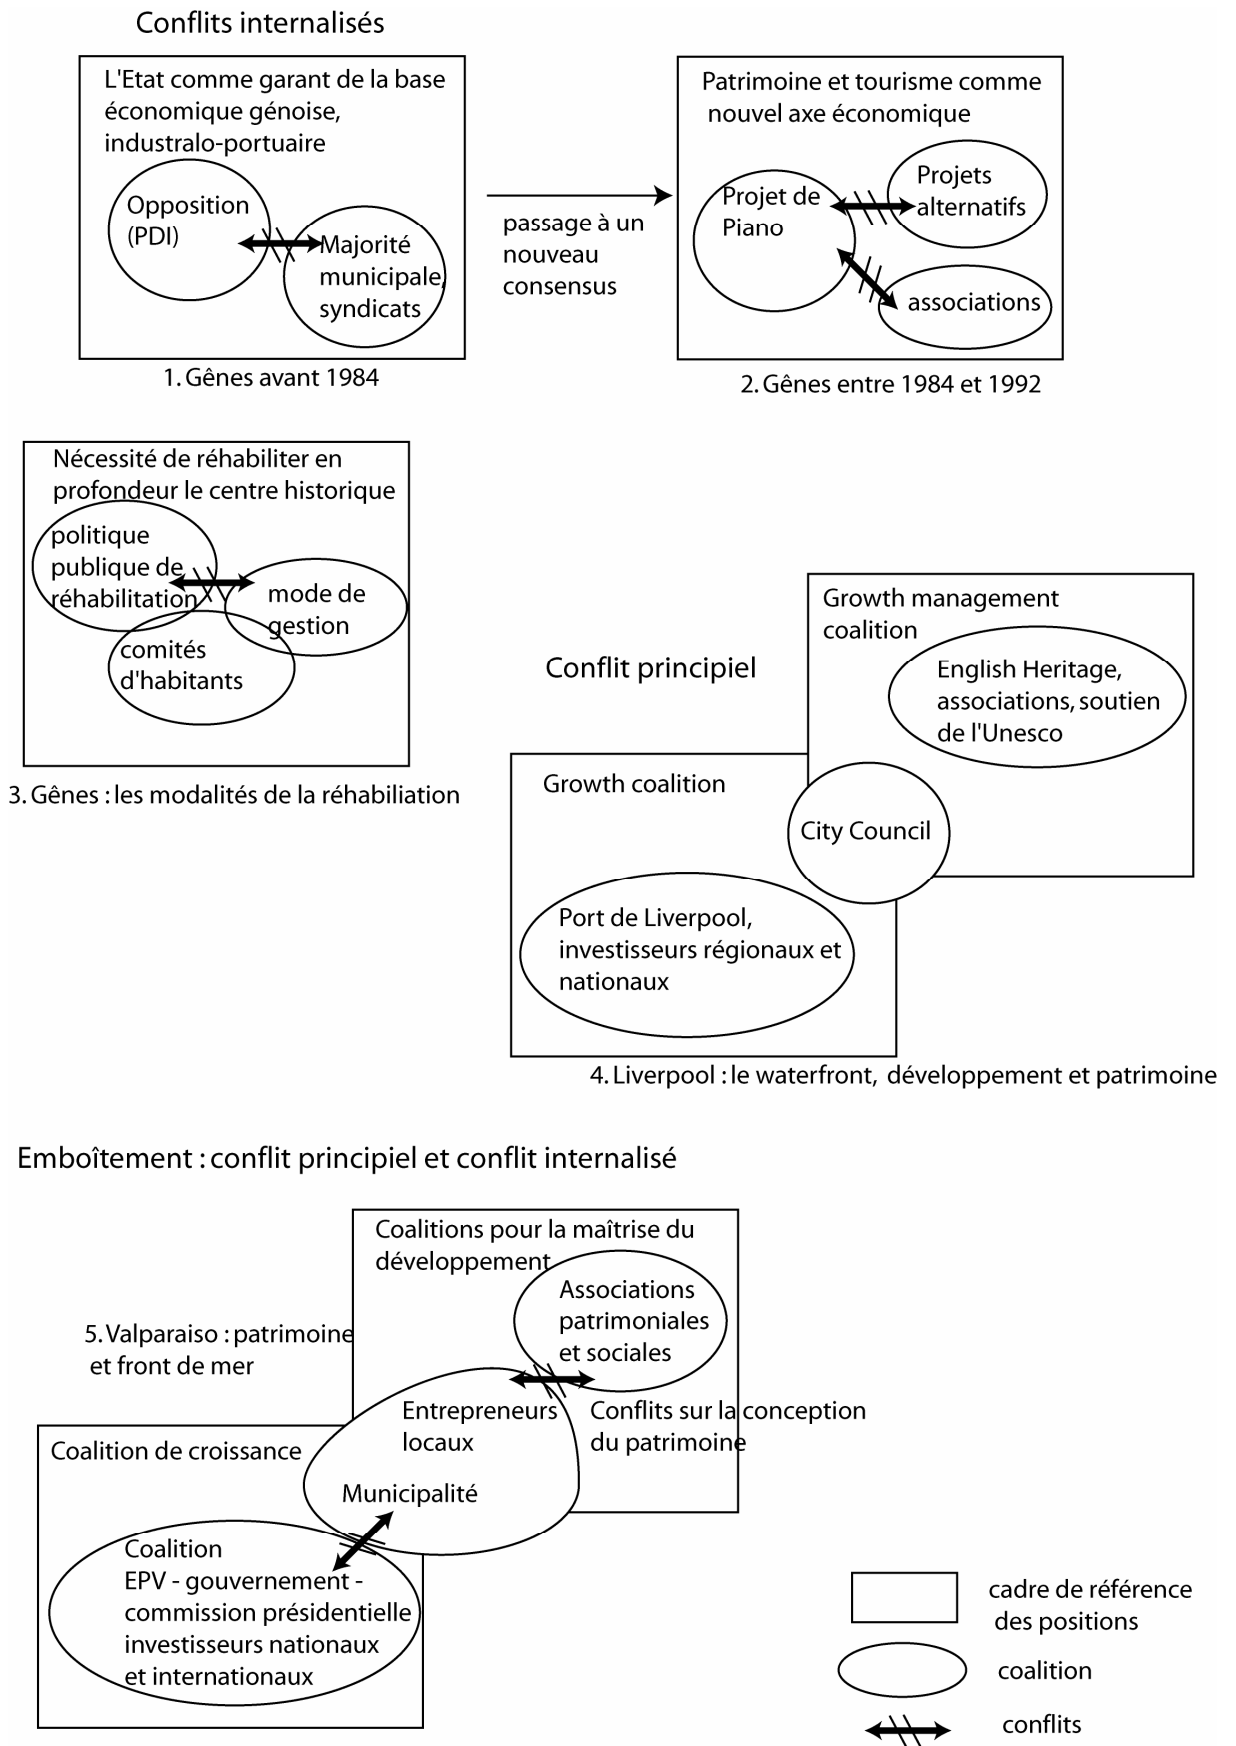 Conflits internalisés
L'Etat comme garant de la base
économique génoise,
industralo-portuaire
Opposition
(PDI)
Majorité
municipale,
syndicats
1. Gênes avant 1984
passage à un
nouveau
consensus
Patrimoine et tourisme comme
nouvel axe économique
Projet de
Piano
Projets
alternatifs
associations
2. Gênes entre 1984 et 1992
Nécessité de réhabiliter en
profondeur le centre historique
politique
publique de
réhabilitation
mode de
gestion
comités
d'habitants
3. Gênes : les modalités de la réhabiliation
Conflit principiel
Growth management
coalition
English Heritage,
associations, soutien
de l'Unesco
Growth coalition
City Council
Port de Liverpool,
investisseurs régionaux et
nationaux
4. Liverpool : le waterfront, développement et patrimoine
Emboîtement : conflit principiel et conflit internalisé
Coalitions pour la maîtrise du
développement
Associations
patrimoniales
et sociales
5. Valparaiso : patrimoine
et front de mer
Entrepreneurs
locaux
Conflits sur la conception
du patrimoine
Municipalité
Coalition de croissance
Coalition
EPV - gouvernement -
commission présidentielle
investisseurs nationaux
et internationaux
cadre de référence
des positions
coalition
conflits